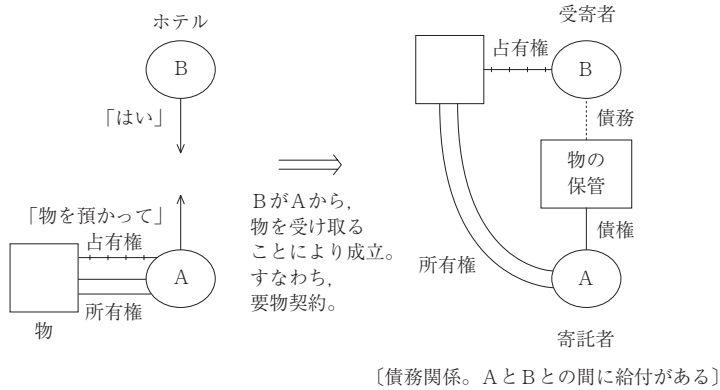 ホテル
B
「はい」
「物を預かって」
占有権
A
所有権
物
BがAから,
物を受け取る
ことにより成立。
すなわち,
要物契約。
受寄者
占有権
B
債務
物の
保管
債権
所有権
A
寄託者
〔債務関係。AとBとの間に給付がある〕